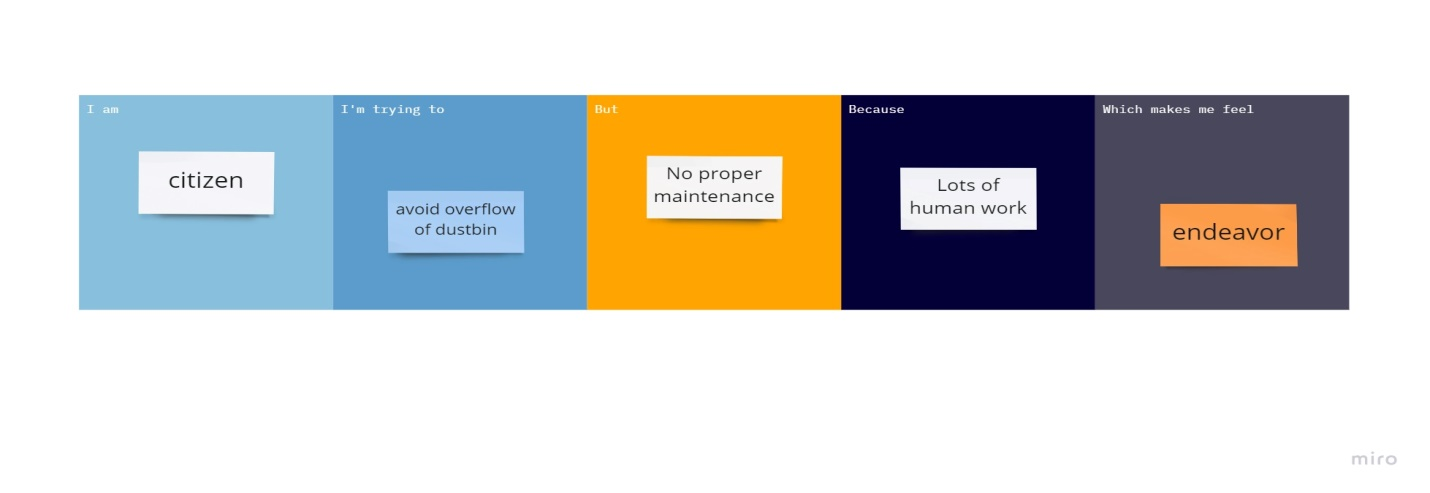 I am
citizen
I'm trying to
avoid overflow
of dustbin
But
No proper
maintenance
Because
Lots of
human work
Which makes me feel
endeavor
miro